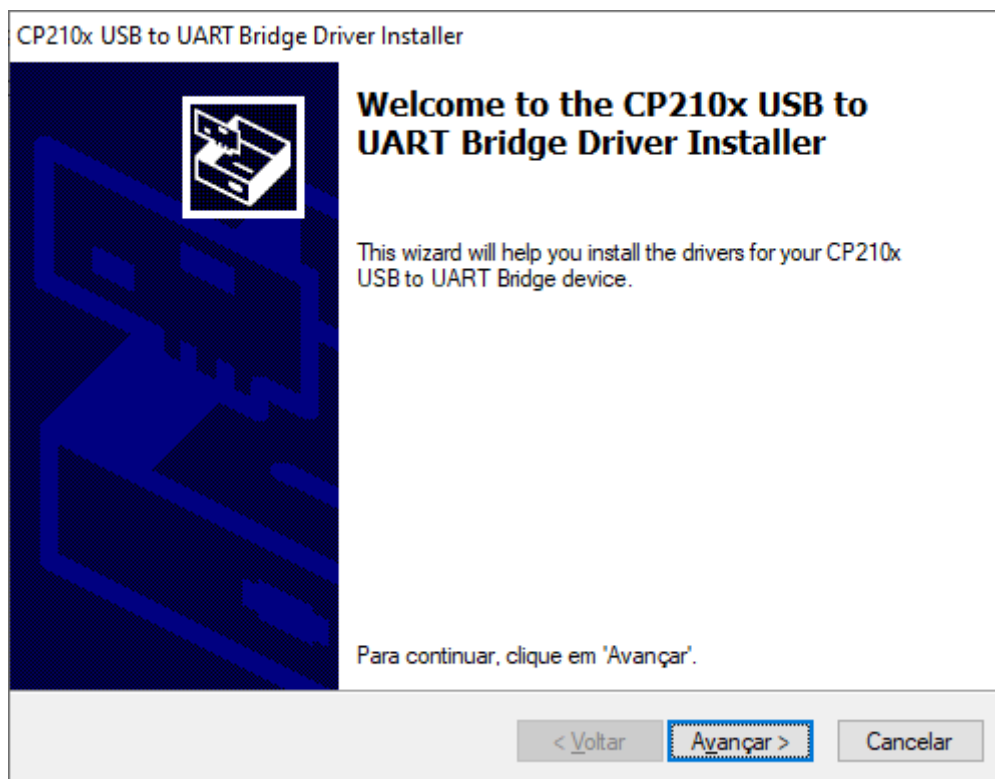 CP210x USB to UART Bridge Driver Installer
Welcome to the CP210x USB to
UART Bridge Driver Installer
This wizard will help you install the drivers for your CP210x
USB to UART Bridge device.
Para continuar, clique em 'Avançar'.
< Voltar
Avançar >
Cancelar